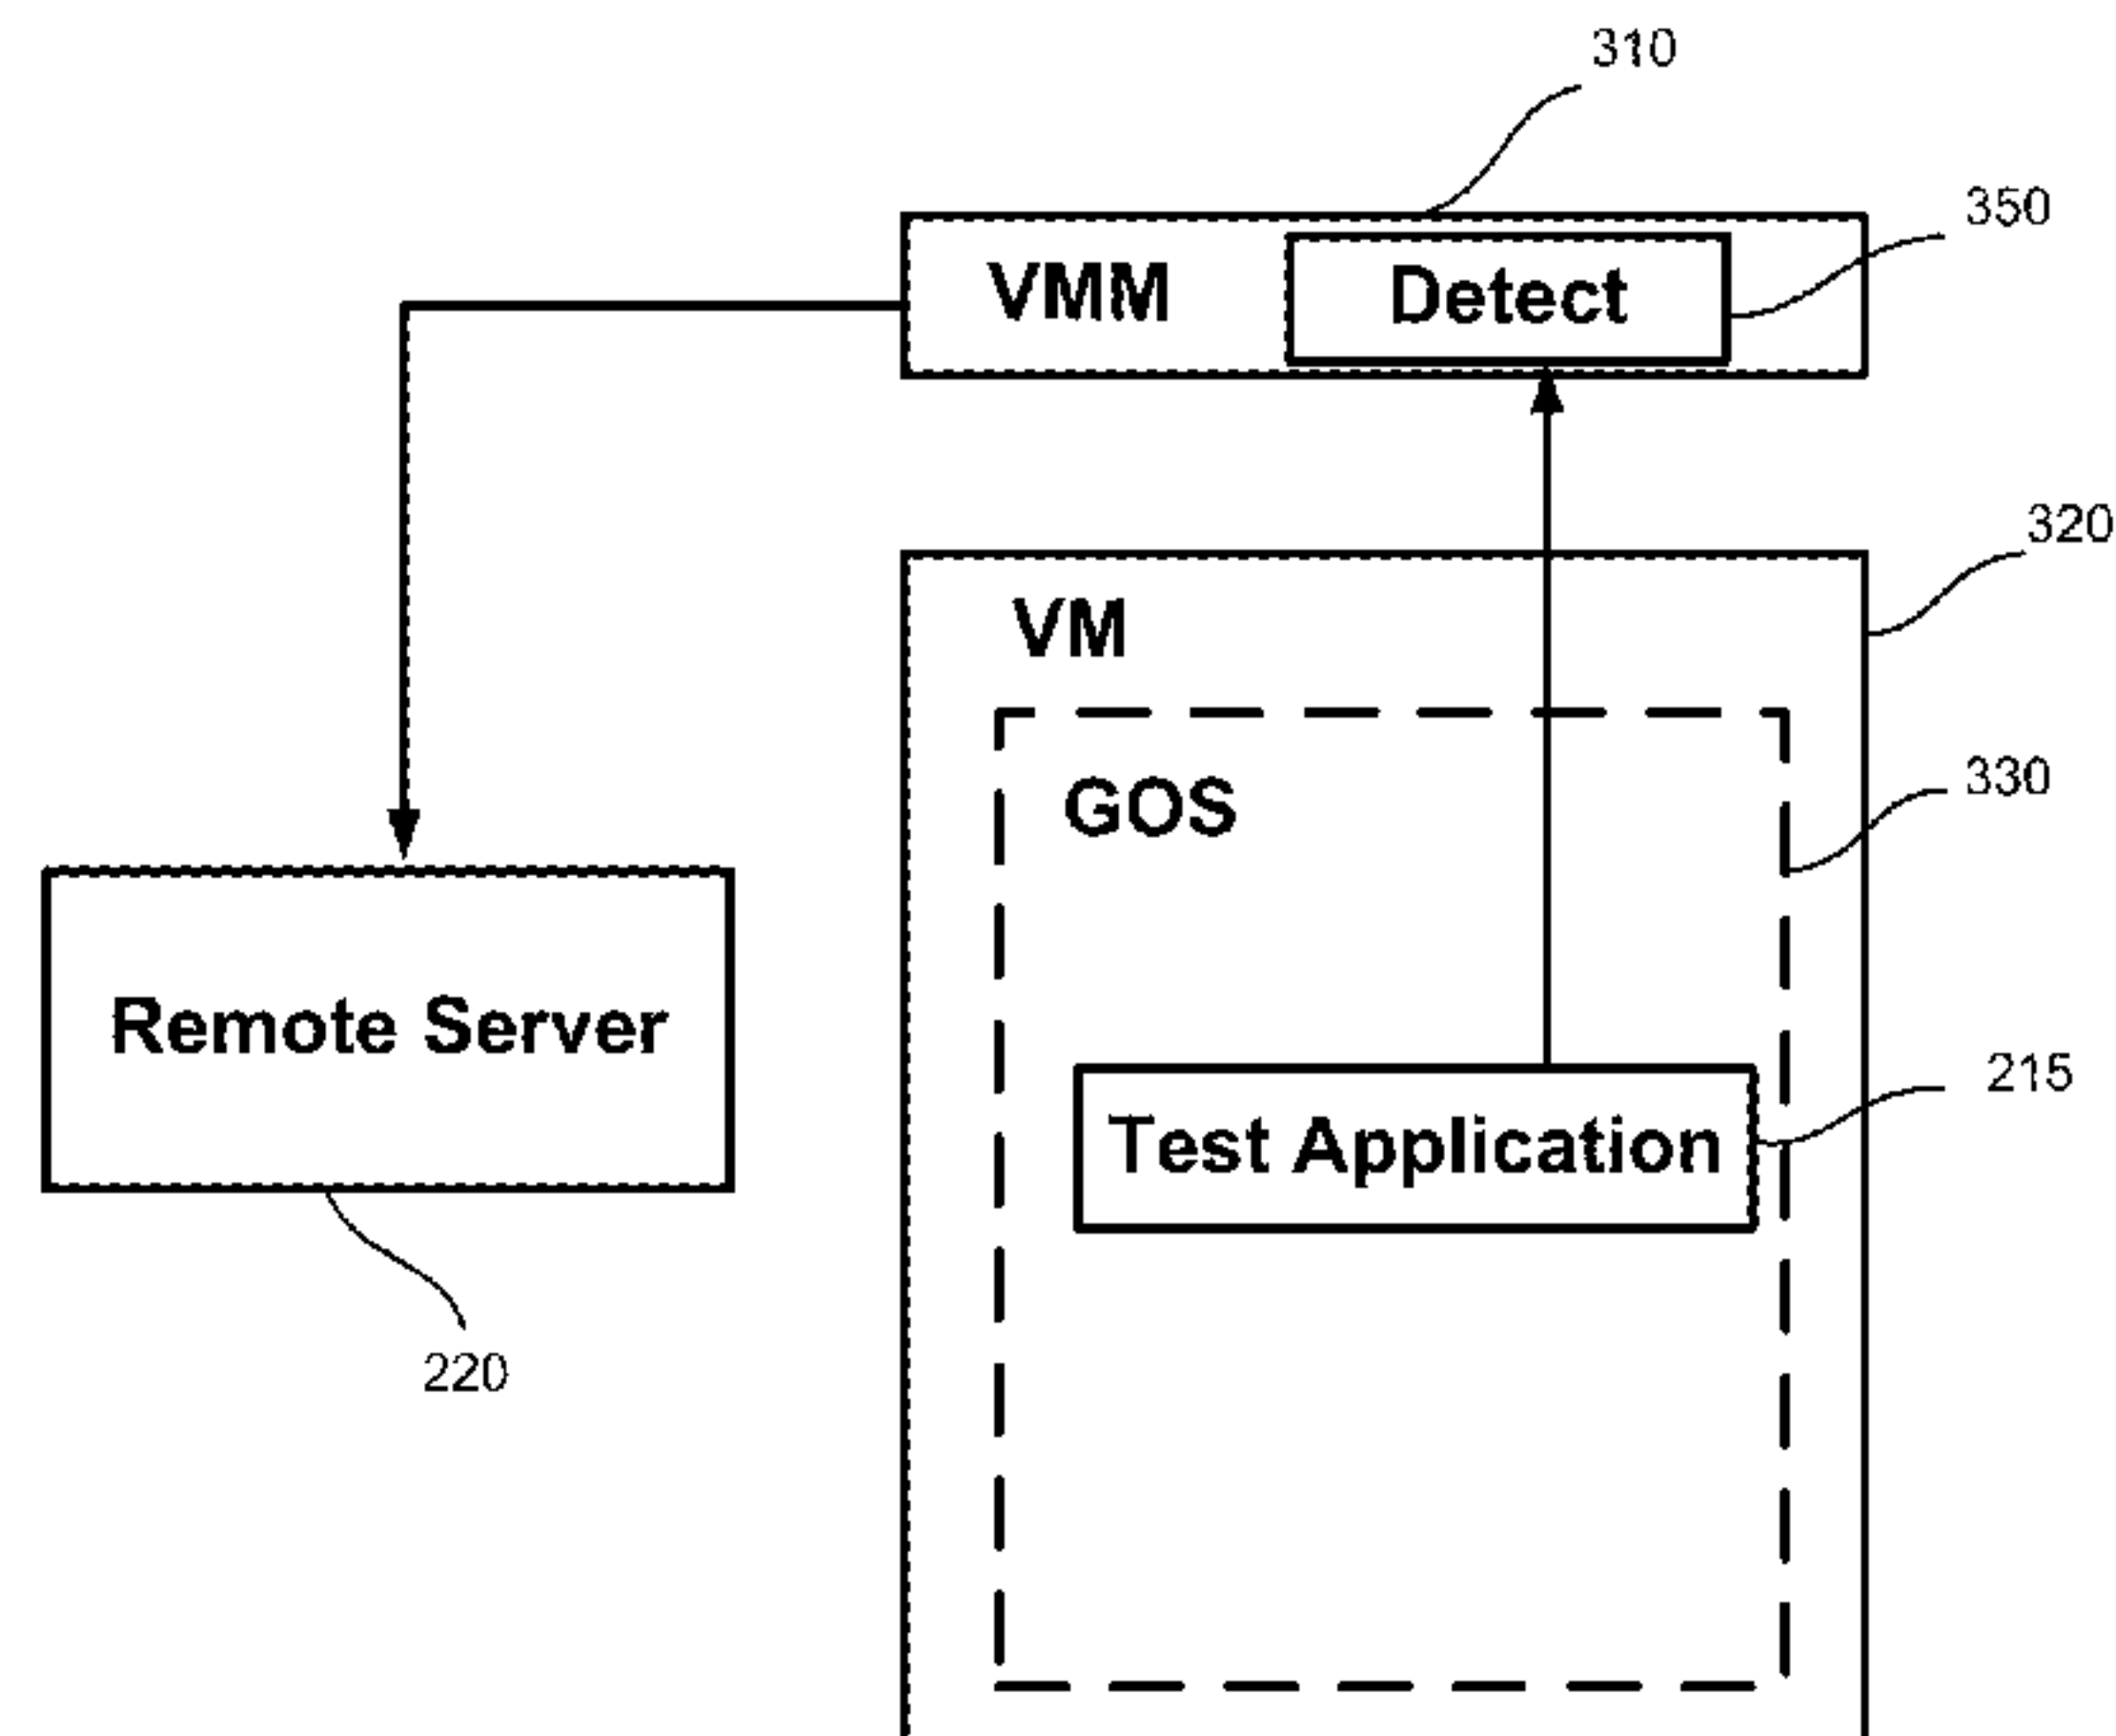 310
350
VMM
Detect
320
VM
330
GOS
Remote Server
215
Test Application
220